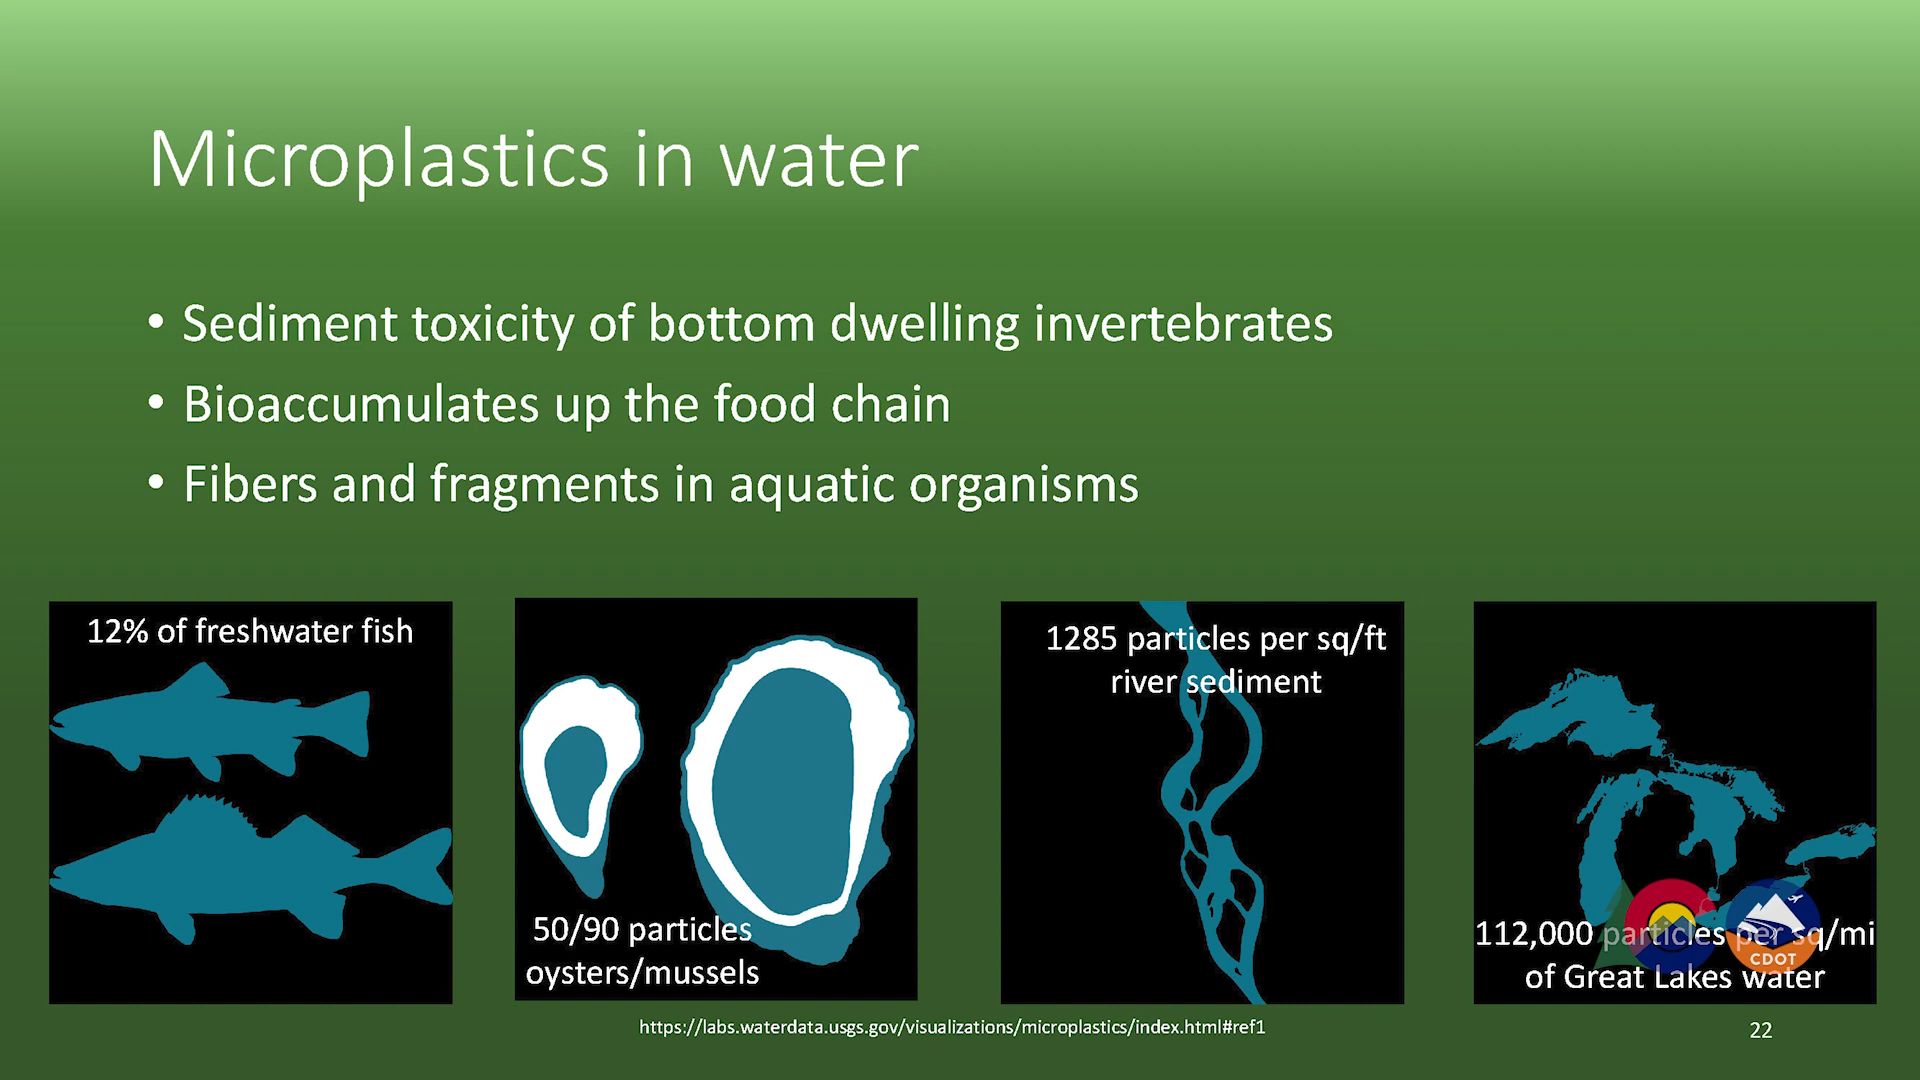 Microplastics in water
• Sediment toxicity of bottom dwelling invertebrates
• Bioaccumulates up the food chain
• Fibers and fragments in aquatic organisms
12% of freshwater fish
50/90 particles
oysters/mussels
1285 particles per sq/ft
river sediment
112,000 particles per sq/mi
of Great Lakes water
CDOT
https://labs.waterdata.usgs.gov/visualizations/microplastics/index.html#ref1
22